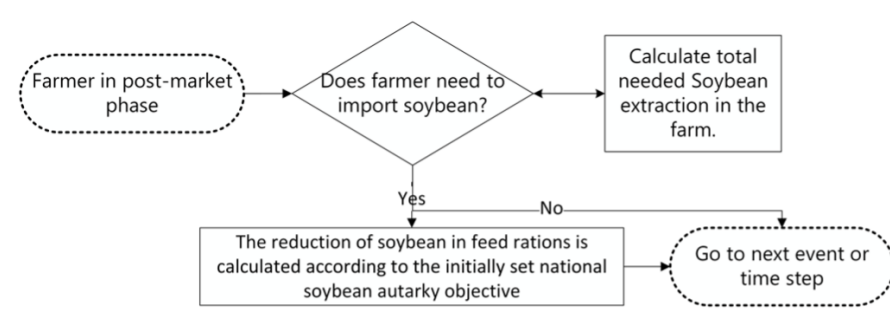 Farmer in post-market
phase
Does farmer need to
import soybean?
Calculate total
needed Soybean
extraction in the
farm.
Yes
No
The reduction of soybean in feed rations is
calculated according to the initially set national
soybean autarky objective
Go to next event or
time step